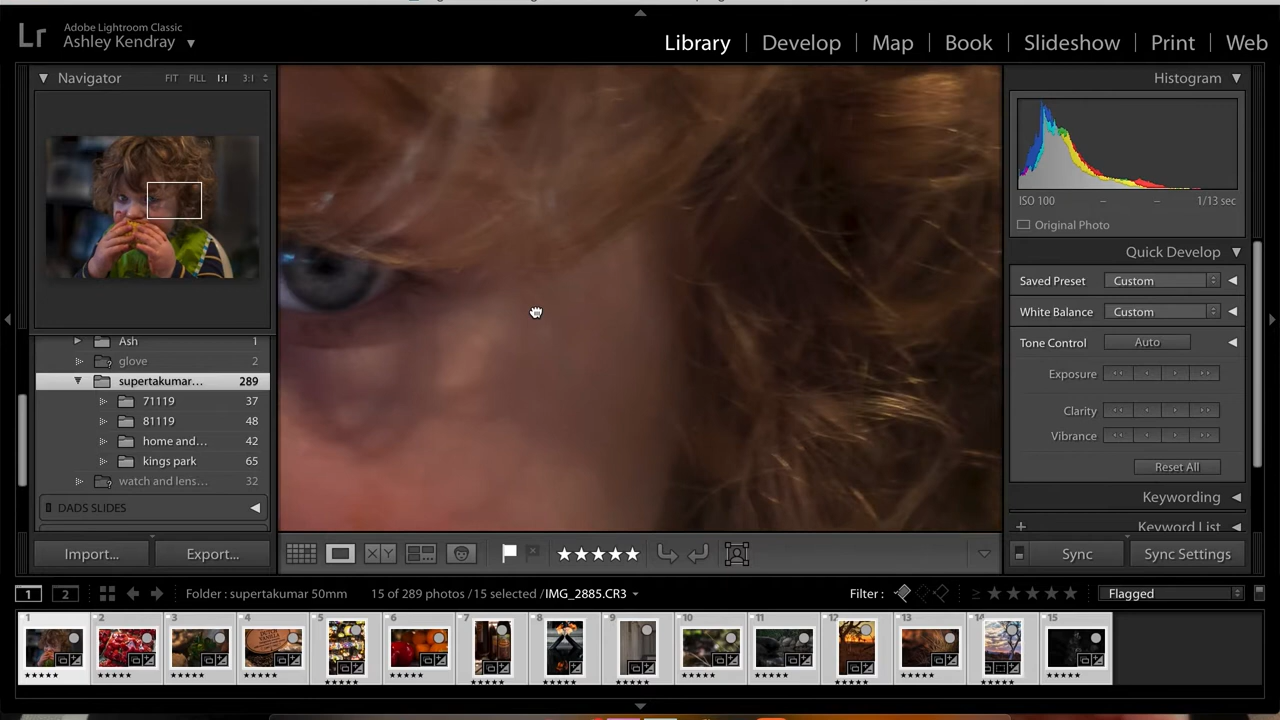 Lr
Adobe Lightroom Classic
Ashley Kendray
Library | Develop | Map | Book | Slideshow | Print | Web
Navigator FIT FILL 1:1 3:1
Histogram
ISO 100 – – 1/13 sec
Original Photo
Quick Develop
Saved Preset Custom
White Balance Custom
Tone Control Auto
Exposure
Clarity
Vibrance
Reset All
Keywording
Keyword List
Ash 1
glove 2
supertakumar... 289
71119 37
81119 48
home and... 42
kings park 65
watch and lens... 32
DADS SLIDES
Import... Export...
XY
Sync Sync Settings
1 2 Folder : supertakumar 50mm 15 of 289 photos / 15 selected / IMG_2885.CR3 Filter : Flagged
1 2 3 4 5 6 7 8 9 10 11 12 13 14 15